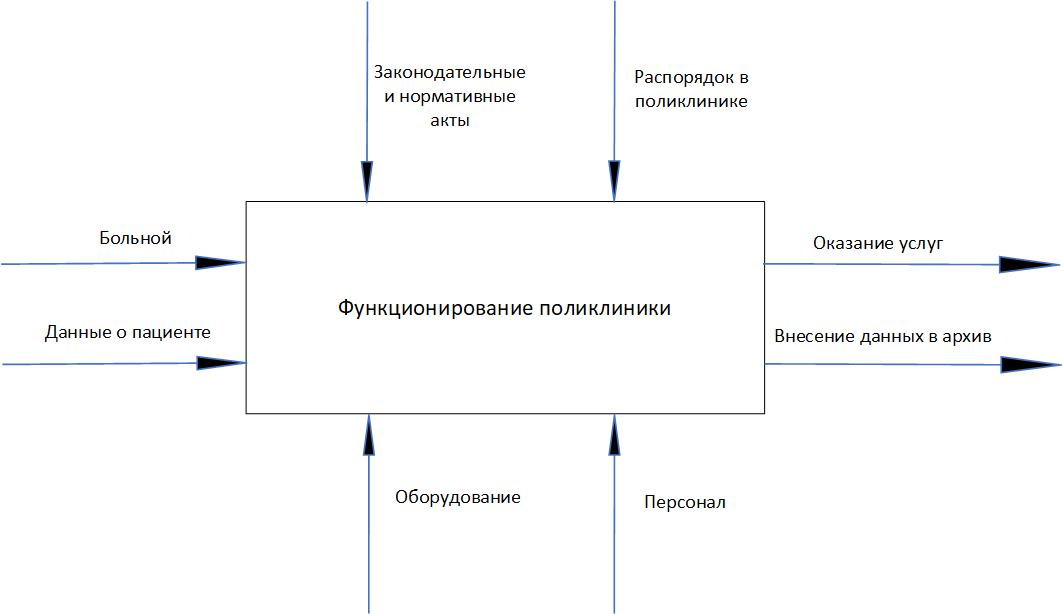 Законодательные
и нормативные
акты
Распорядок в
поликлинике
Больной
Оказание услуг
Функционирование поликлиники
Данные о пациенте
Внесение данных в архив
Оборудование
Персонал